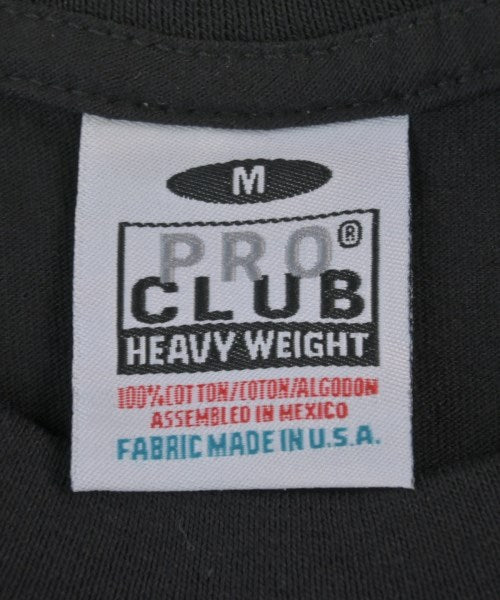 M
PRO®
CLUB
HEAVY WEIGHT
100%COTTON/COTON/ALGODON
ASSEMBLED IN MEXICO
FABRIC MADE IN U.S.A.